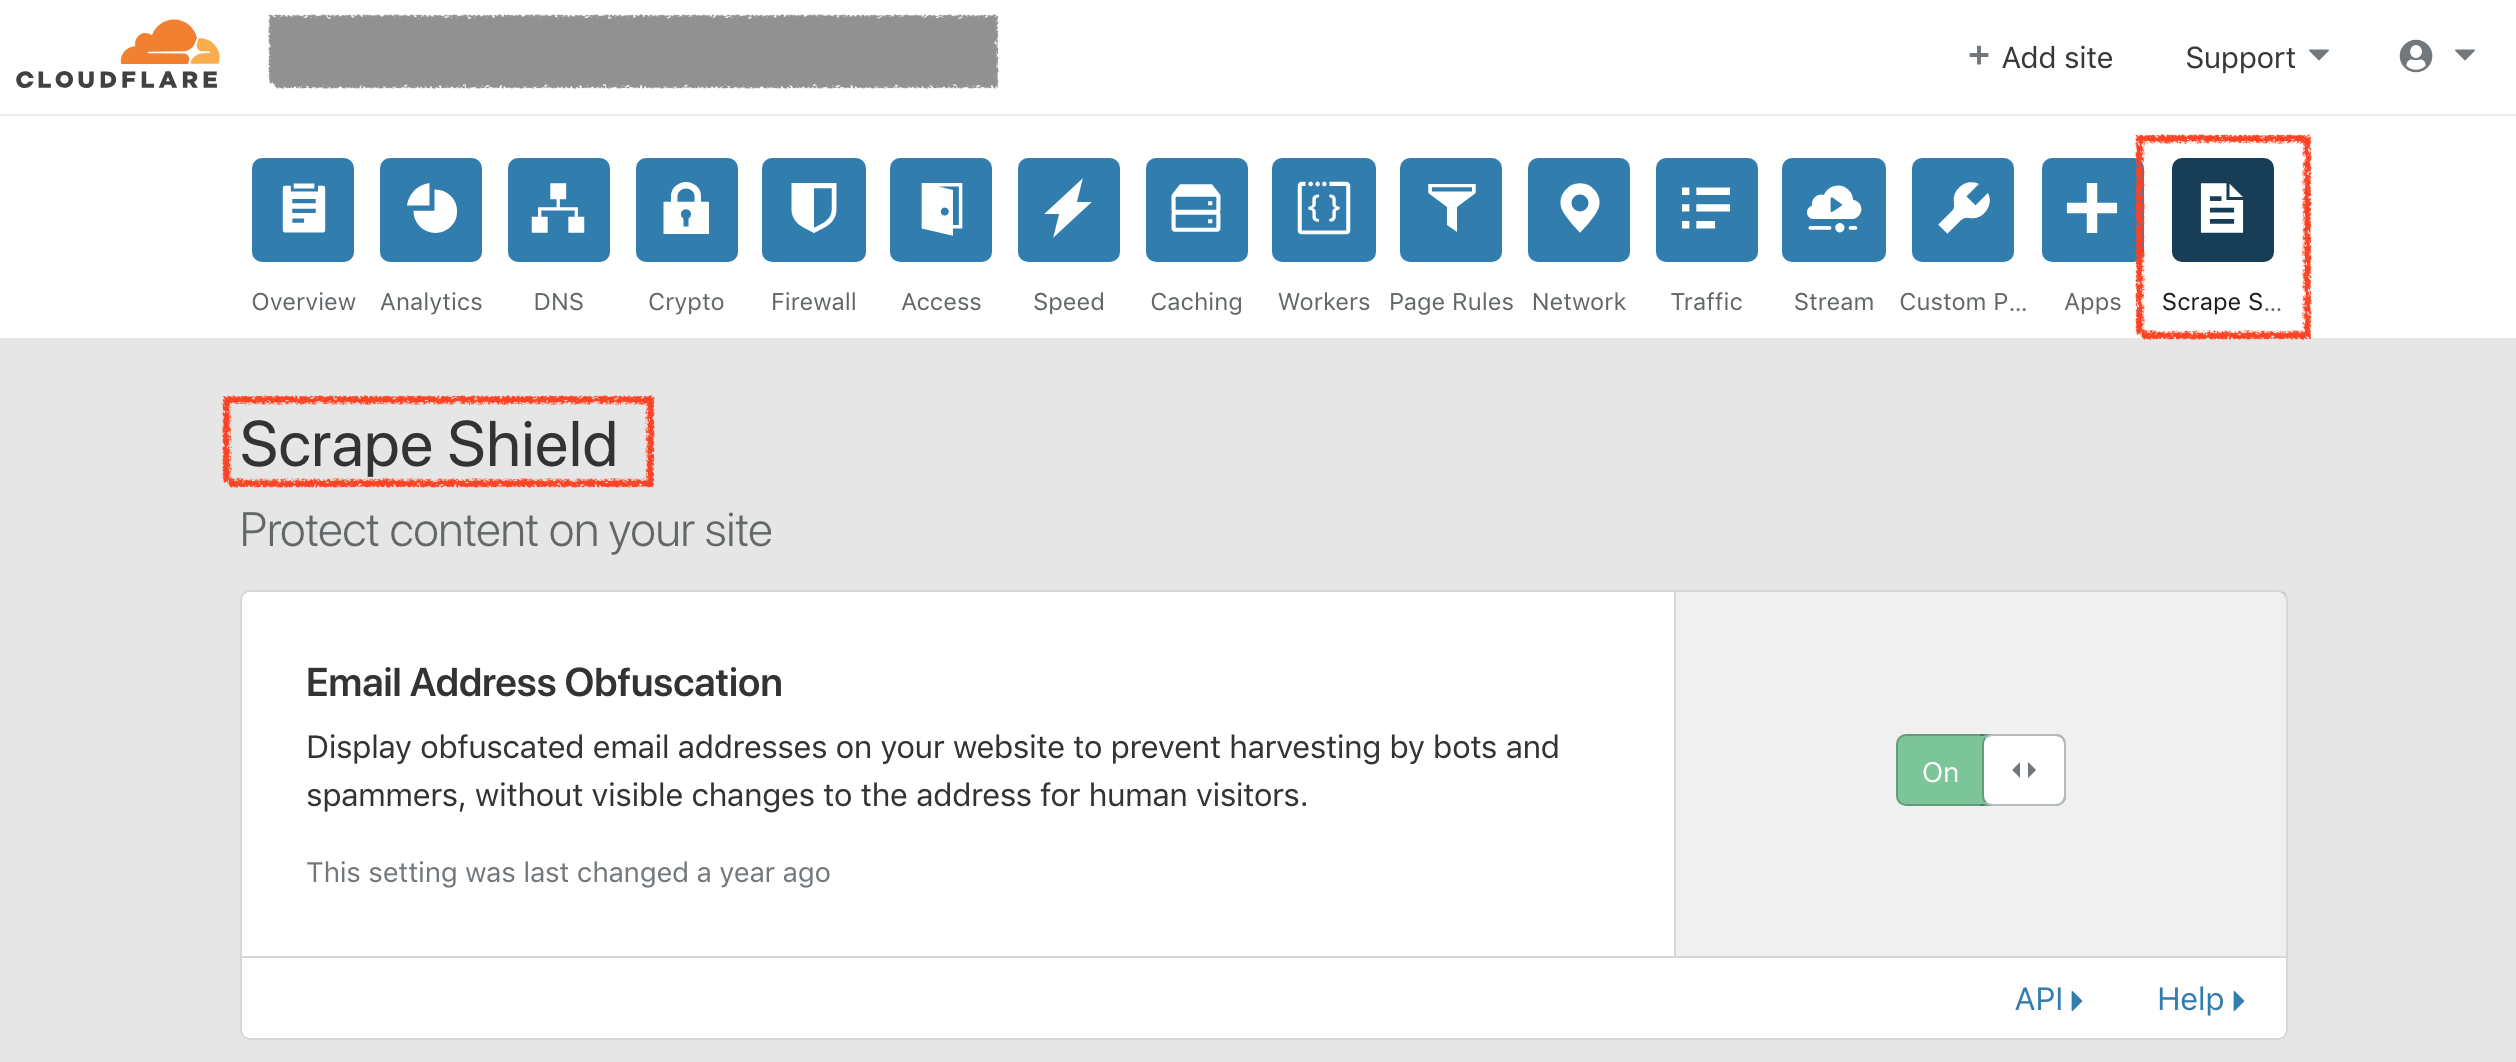 CLOUDFLARE
+ Add site
Support
Overview
Analytics
DNS
Crypto
Firewall
Access
Speed
Caching
Workers
Page Rules
Network
Traffic
Stream
Custom P...
Apps
Scrape S...
Scrape Shield
Protect content on your site
Email Address Obfuscation
Display obfuscated email addresses on your website to prevent harvesting by bots and
spammers, without visible changes to the address for human visitors.
This setting was last changed a year ago
On
API
Help